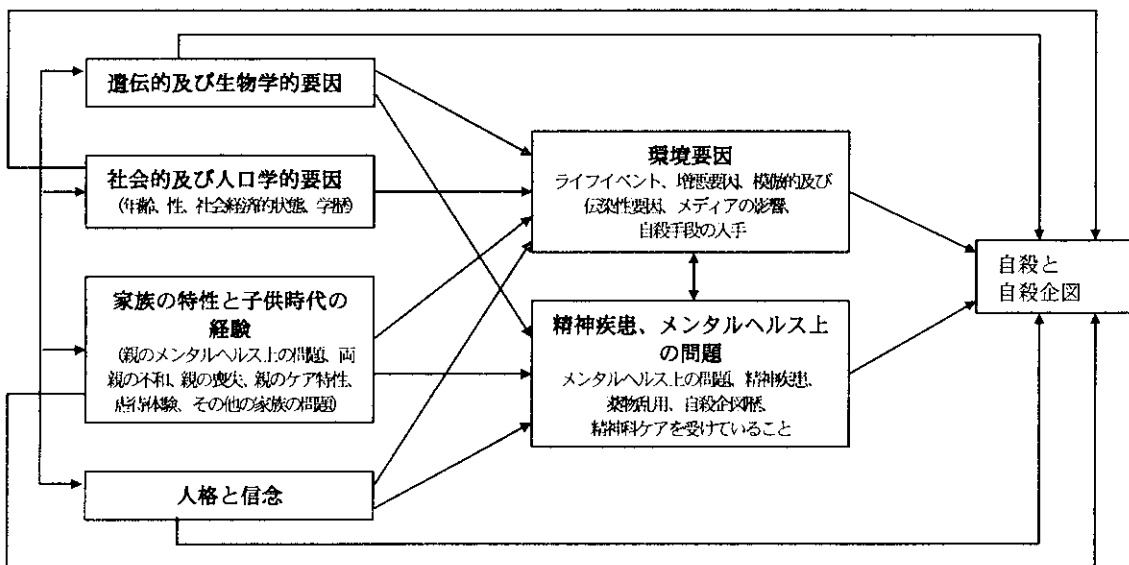 遺伝的及び生物学的要因
社会的及び人口学的要因
(年齢、性、社会経済的状態、学歴)
家族の特性と子供時代の
経験
(親のメンタルヘルス上の問題、両
親の不和、親の喪失、親のケア特性、
虐待体験、その他の家族の問題)
人格と信念
環境要因
ライフイベント、増悪要因、模倣的及び
伝染性要因、メディアの影響、
自殺手段の入手
精神疾患、メンタルヘルス上
の問題
メンタルヘルス上の問題、精神疾患、
薬物乱用、自殺企図歴、
精神科ケアを受けていること
自殺と
自殺企図